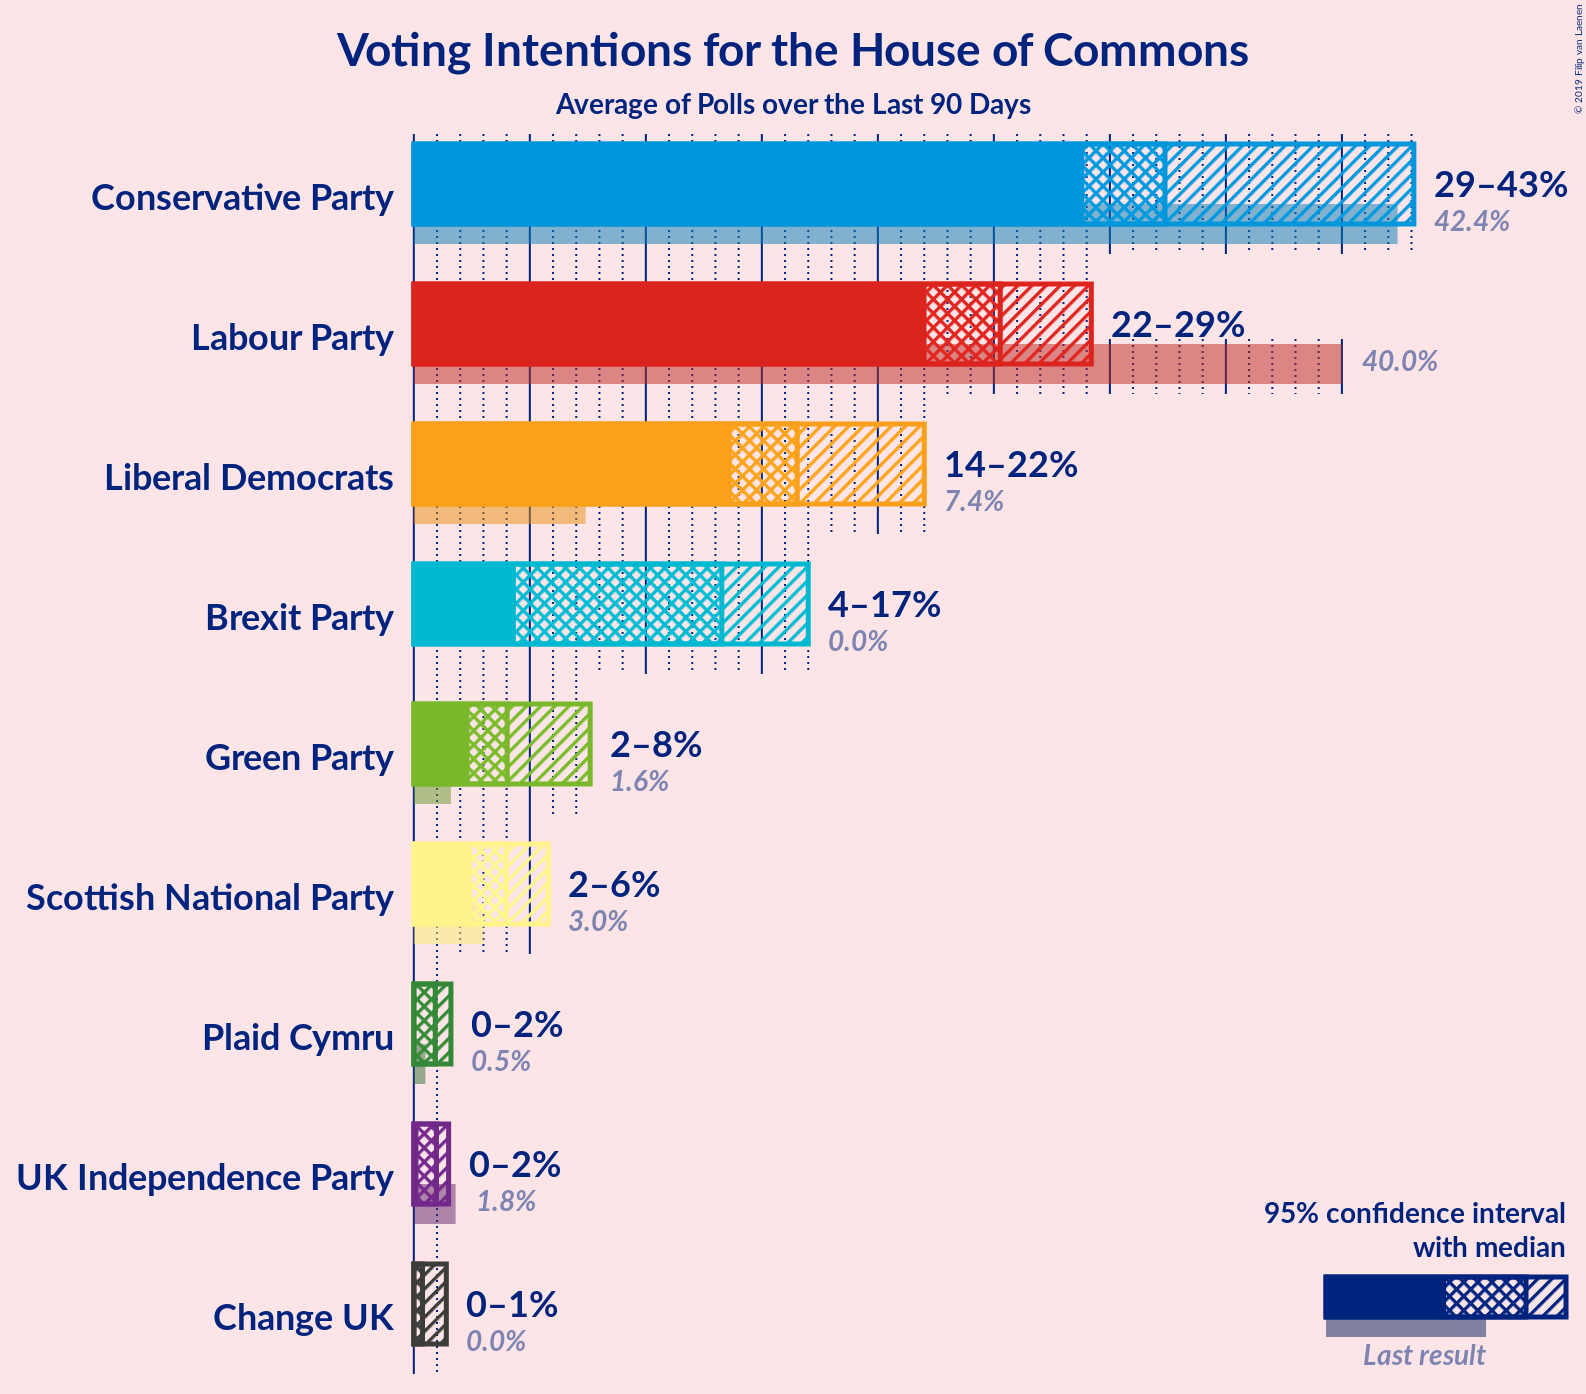 Voting Intentions for the House of Commons
Average of Polls over the Last 90 Days
© 2019 Filip van Laenen
Conservative Party
29–43%
42.4%
Labour Party
22–29%
40.0%
Liberal Democrats
14–22%
7.4%
Brexit Party
4–17%
0.0%
Green Party
2–8%
1.6%
Scottish National Party
2–6%
3.0%
Plaid Cymru
0–2%
0.5%
UK Independence Party
0–2%
1.8%
Change UK
0–1%
0.0%
95% confidence interval
with median
Last result